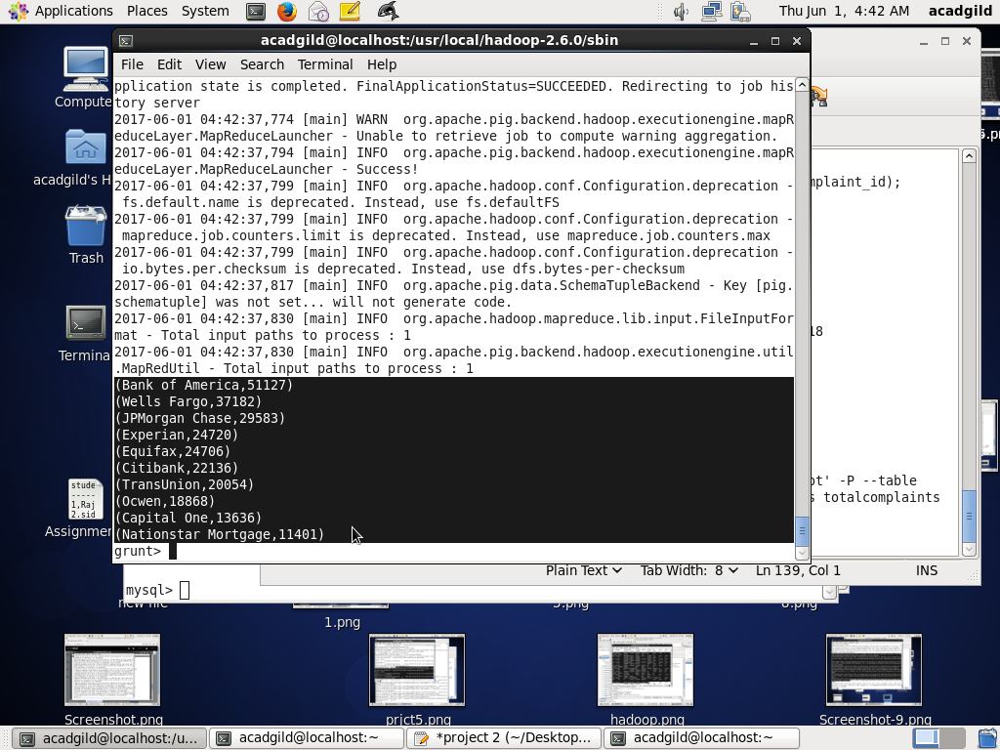 Applications Places System
Thu Jun 1, 4:42 AM acadgild
acadgild@localhost:/usr/local/hadoop-2.6.0/sbin
File Edit View Search Terminal Help
pplication state is completed. FinalApplicationStatus=SUCCEEDED. Redirecting to job his
tory server
2017-06-01 04:42:37,774 [main] WARN  org.apache.pig.backend.hadoop.executionengine.mapR
educeLayer.MapReduceLauncher - Unable to retrieve job to compute warning aggregation.
2017-06-01 04:42:37,794 [main] INFO  org.apache.pig.backend.hadoop.executionengine.mapR
educeLayer.MapReduceLauncher - Success!
2017-06-01 04:42:37,799 [main] INFO  org.apache.hadoop.conf.Configuration.deprecation -
 fs.default.name is deprecated. Instead, use fs.defaultFS
2017-06-01 04:42:37,799 [main] INFO  org.apache.hadoop.conf.Configuration.deprecation -
 mapreduce.job.counters.limit is deprecated. Instead, use mapreduce.job.counters.max
2017-06-01 04:42:37,799 [main] INFO  org.apache.hadoop.conf.Configuration.deprecation -
 io.bytes.per.checksum is deprecated. Instead, use dfs.bytes-per-checksum
2017-06-01 04:42:37,817 [main] INFO  org.apache.pig.data.SchemaTupleBackend - Key [pig.
schematuple] was not set... will not generate code.
2017-06-01 04:42:37,830 [main] INFO  org.apache.hadoop.mapreduce.lib.input.FileInputFor
mat - Total input paths to process : 1
2017-06-01 04:42:37,830 [main] INFO  org.apache.pig.backend.hadoop.executionengine.util
.MapRedUtil - Total input paths to process : 1
(Bank of America,51127)
(Wells Fargo,37182)
(JPMorgan Chase,29583)
(Experian,24720)
(Equifax,24706)
(Citibank,22136)
(TransUnion,20054)
(Ocwen,18868)
(Capital One,13636)
(Nationstar Mortgage,11401)
grunt>
mplaint_id);
18
ot' -P --table
s totalcomplaints
Plain Text Tab Width: 8 Ln 139, Col 1 INS
mysql>
Compute
acadgild's H
Trash
Termina
stude
-----
1,Raj
2.sid
Assignmer
new file
1.png
5.png
8.png
Screenshot.png
prjct5.png
hadoop.png
Screenshot-9.png
acadgild@localhost:/u...
acadgild@localhost:~
*project 2 (~/Desktop...
acadgild@localhost:~